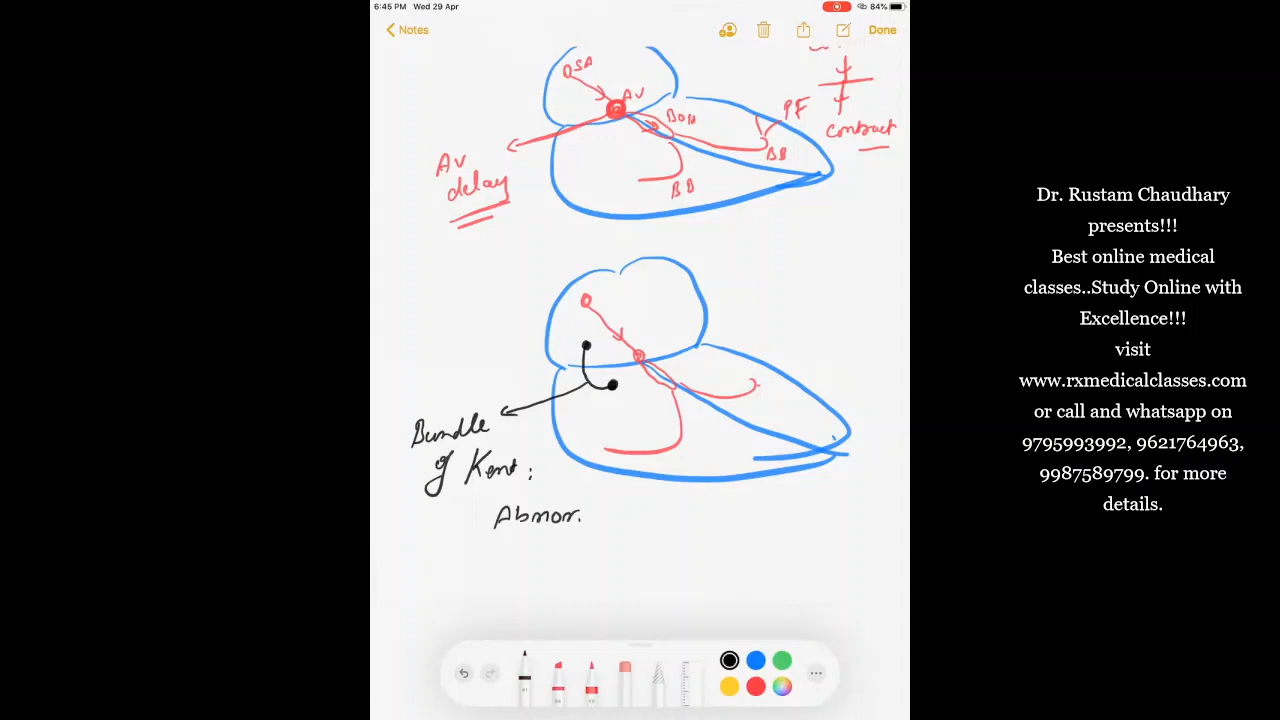 6:45 PM Wed 29 Apr
84%
Notes
Done
SA
AV
BOH
PF
BB
BB
contract
AV
delay
Bundle
of Kent :
Abnor.
Dr. Rustam Chaudhary
presents!!!
Best online medical
classes..Study Online with
Excellence!!!
visit
www.rxmedicalclasses.com
or call and whatsapp on
9795993992, 9621764963,
9987589799. for more
details.